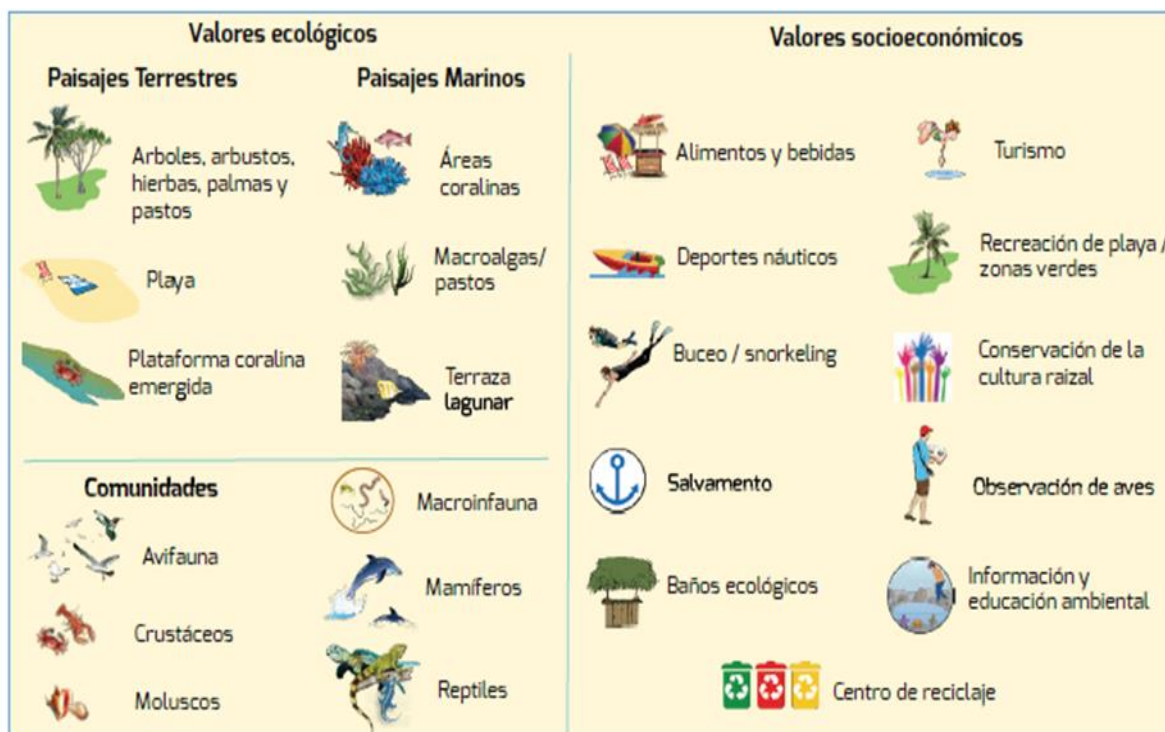 Valores ecológicos
Paisajes Terrestres
Arboles, arbustos,
hierbas, palmas y
pastos
Playa
Plataforma coralina
emergida
Paisajes Marinos
Áreas
coralinas
Macroalgas/
pastos
Terraza
lagunar
Comunidades
Avifauna
Crustáceos
Moluscos
Macroinfauna
Mamíferos
Reptiles
Valores socioeconómicos
Alimentos y bebidas
Deportes náuticos
Buceo / snorkeling
Salvamento
Baños ecológicos
Turismo
Recreación de playa /
zonas verdes
Conservación de la
cultura raizal
Observación de aves
Información y
educación ambiental
Centro de reciclaje